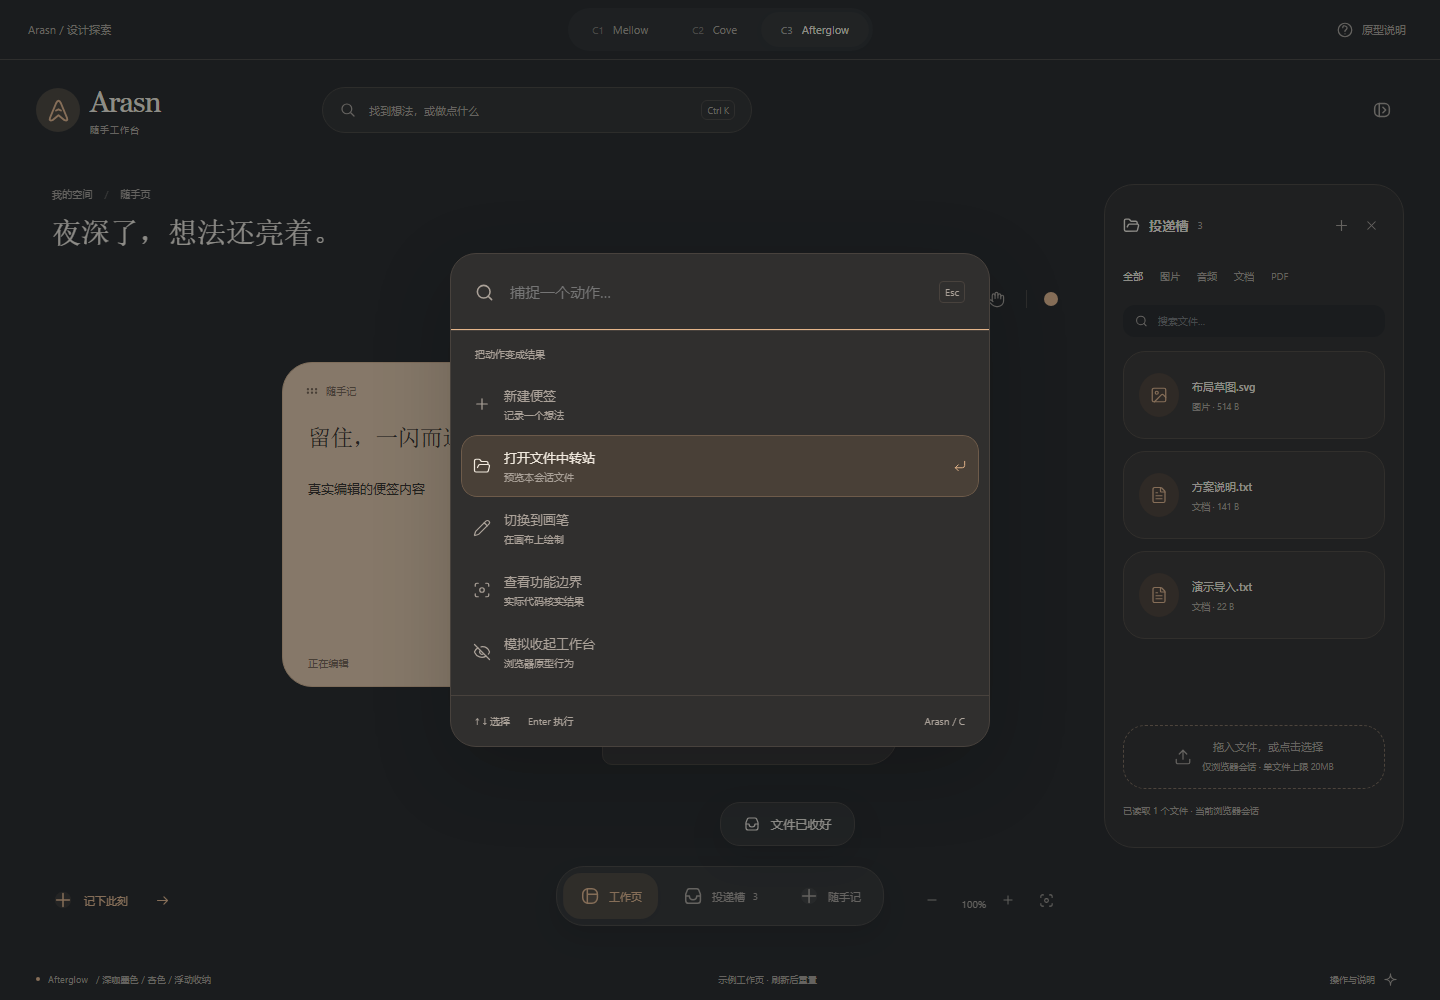 Arasn / 设计探索
C1 Mellow
C2 Cove
C3 Afterglow
原型说明
Arasn
随手工作台
找到想法，或做点什么
Ctrl K
我的空间 / 随手页
夜深了，想法还亮着。
随手记
留住，一闪而
真实编辑的便签内容
正在编辑
捕捉一个动作...
Esc
把动作变成结果
新建便签
记录一个想法
打开文件中转站
预览本会话文件
切换到画笔
在画布上绘制
查看功能边界
实际代码核实结果
模拟收起工作台
浏览器原型行为
↑↓ 选择
Enter 执行
Arasn / C
投递槽 3
全部
图片
音频
文档
PDF
搜索文件...
布局草图.svg
图片 · 514 B
方案说明.txt
文档 · 141 B
演示导入.txt
文档 · 22 B
拖入文件，或点击选择
仅浏览器会话 · 单文件上限 20MB
已读取 1 个文件 · 当前浏览器会话
文件已收好
记下此刻
工作页
投递槽 3
随手记
100%
Afterglow / 深咖墨色 / 杏色 / 浮动收纳
示例工作页 · 刷新后重置
操作与说明